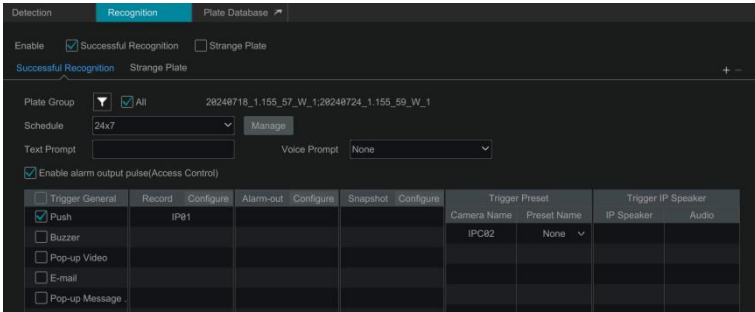 Detection Recognition Plate Database
Enable Successful Recognition Strange Plate
Successful Recognition Strange Plate + −
Plate Group All 20240718_1.155_57_W_1;20240724_1.155_59_W_1
Schedule 24x7 Manage
Text Prompt Voice Prompt None
Enable alarm output pulse(Access Control)
Trigger General Record Configure Alarm-out Configure Snapshot Configure Trigger Preset Trigger IP Speaker
Push IP01 Camera Name Preset Name IP Speaker Audio
Buzzer IPC02 None
Pop-up Video
E-mail
Pop-up Message .